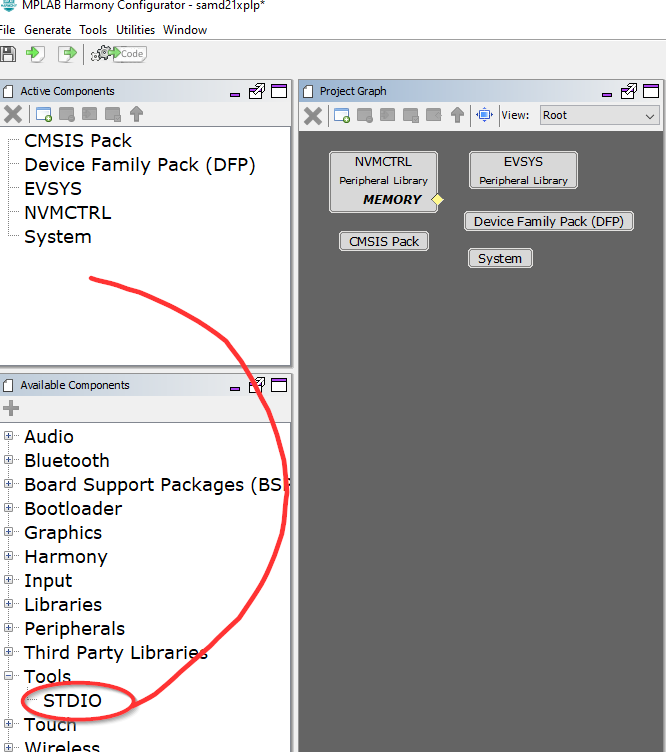 MPLAB Harmony Configurator - samd21xplp*
File Generate Tools Utilities Window
Code
Active Components
CMSIS Pack
Device Family Pack (DFP)
EVSYS
NVMCTRL
System
Available Components
Audio
Bluetooth
Board Support Packages (BSP
Bootloader
Graphics
Harmony
Input
Libraries
Peripherals
Third Party Libraries
Tools
STDIO
Touch
Wireless
Project Graph
View: Root
NVMCTRL
Peripheral Library
MEMORY
EVSYS
Peripheral Library
Device Family Pack (DFP)
CMSIS Pack
System